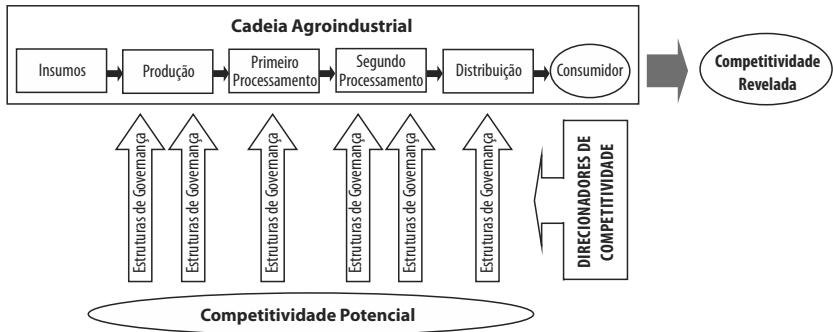 Cadeia Agroindustrial
Insumos
Produção
Primeiro
Processamento
Segundo
Processamento
Distribuição
Consumidor
Competitividade
Revelada
Estruturas de Governança
Estruturas de Governança
Estruturas de Governança
Estruturas de Governança
Estruturas de Governança
Estruturas de Governança
DIRECIONADORES DE
COMPETITIVIDADE
Competitividade Potencial